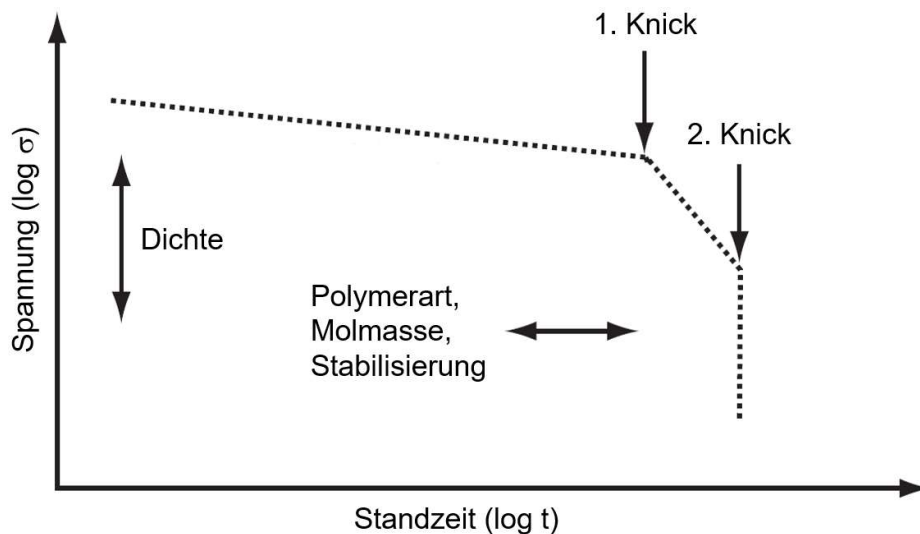 1. Knick
2. Knick
Spannung (log σ)
Dichte
Polymerart,
Molmasse,
Stabilisierung
Standzeit (log t)